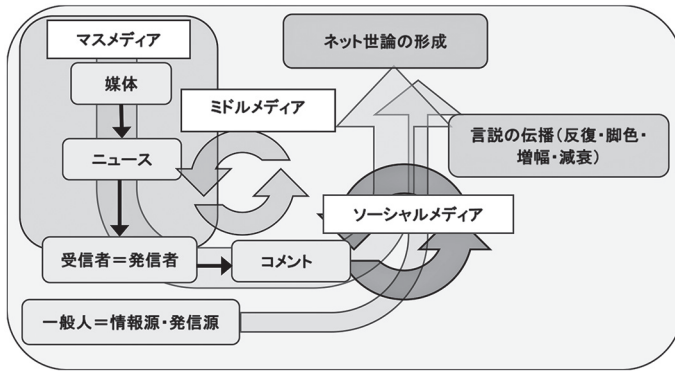 マスメディア
ネット世論の形成
媒体
ミドルメディア
言説の伝播(反復・脚色・
増幅・減衰)
ニュース
ソーシャルメディア
受信者＝発信者
コメント
一般人＝情報源・発信源